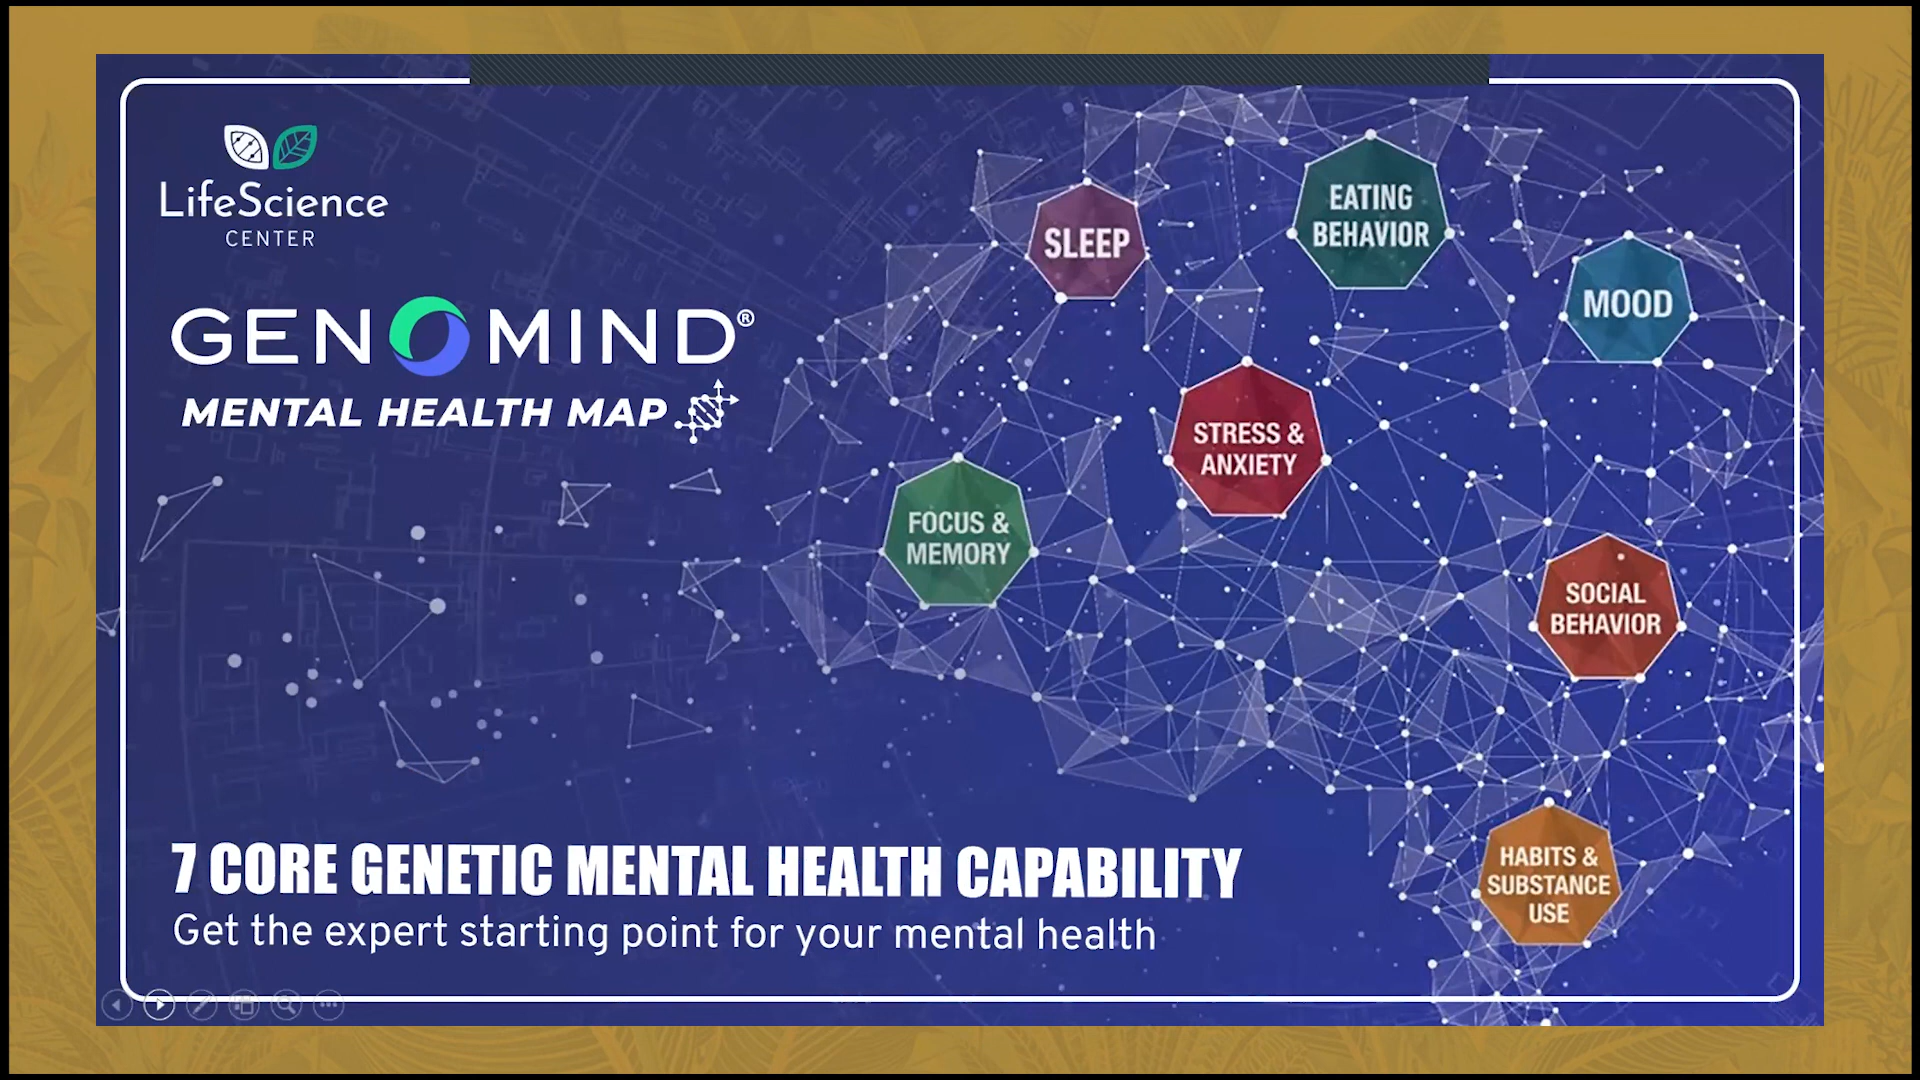 LifeScience
CENTER
GENOMIND®
MENTAL HEALTH MAP
SLEEP
EATING
BEHAVIOR
MOOD
STRESS &
ANXIETY
FOCUS &
MEMORY
SOCIAL
BEHAVIOR
HABITS &
SUBSTANCE
USE
7 CORE GENETIC MENTAL HEALTH CAPABILITY
Get the expert starting point for your mental health